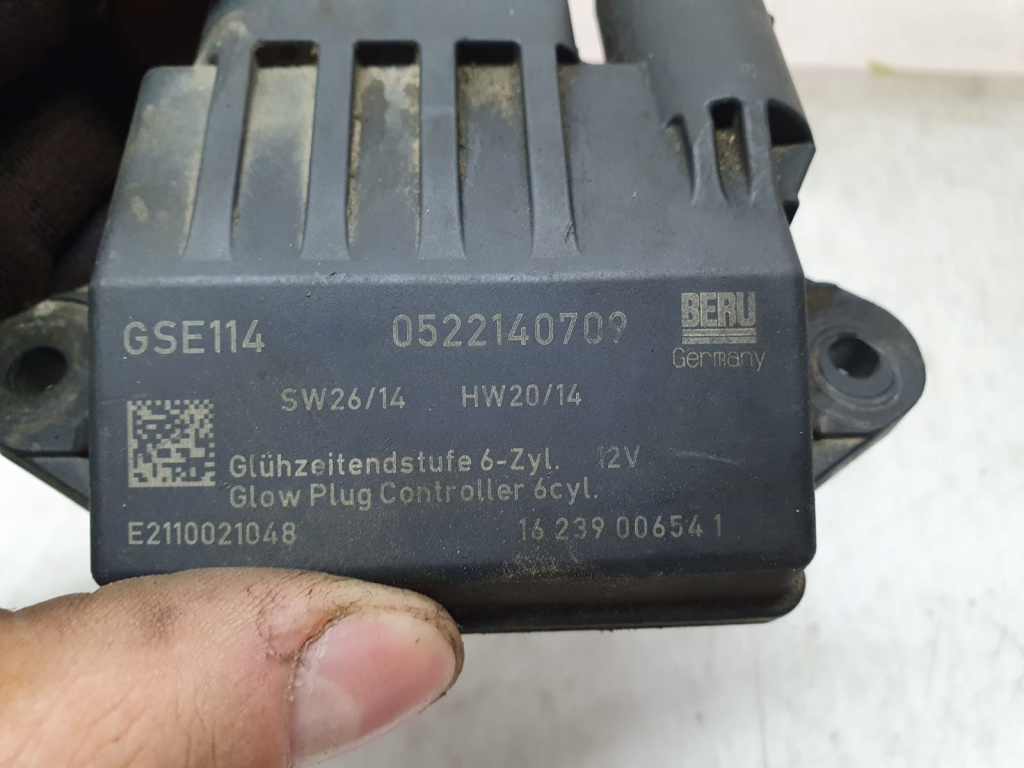 GSE114 0522140709 BERU
Germany
SW26/14 HW20/14
Glühzeitendstufe 6-Zyl. 12V
Glow Plug Controller 6cyl.
E2110021048 16 239 00654 1